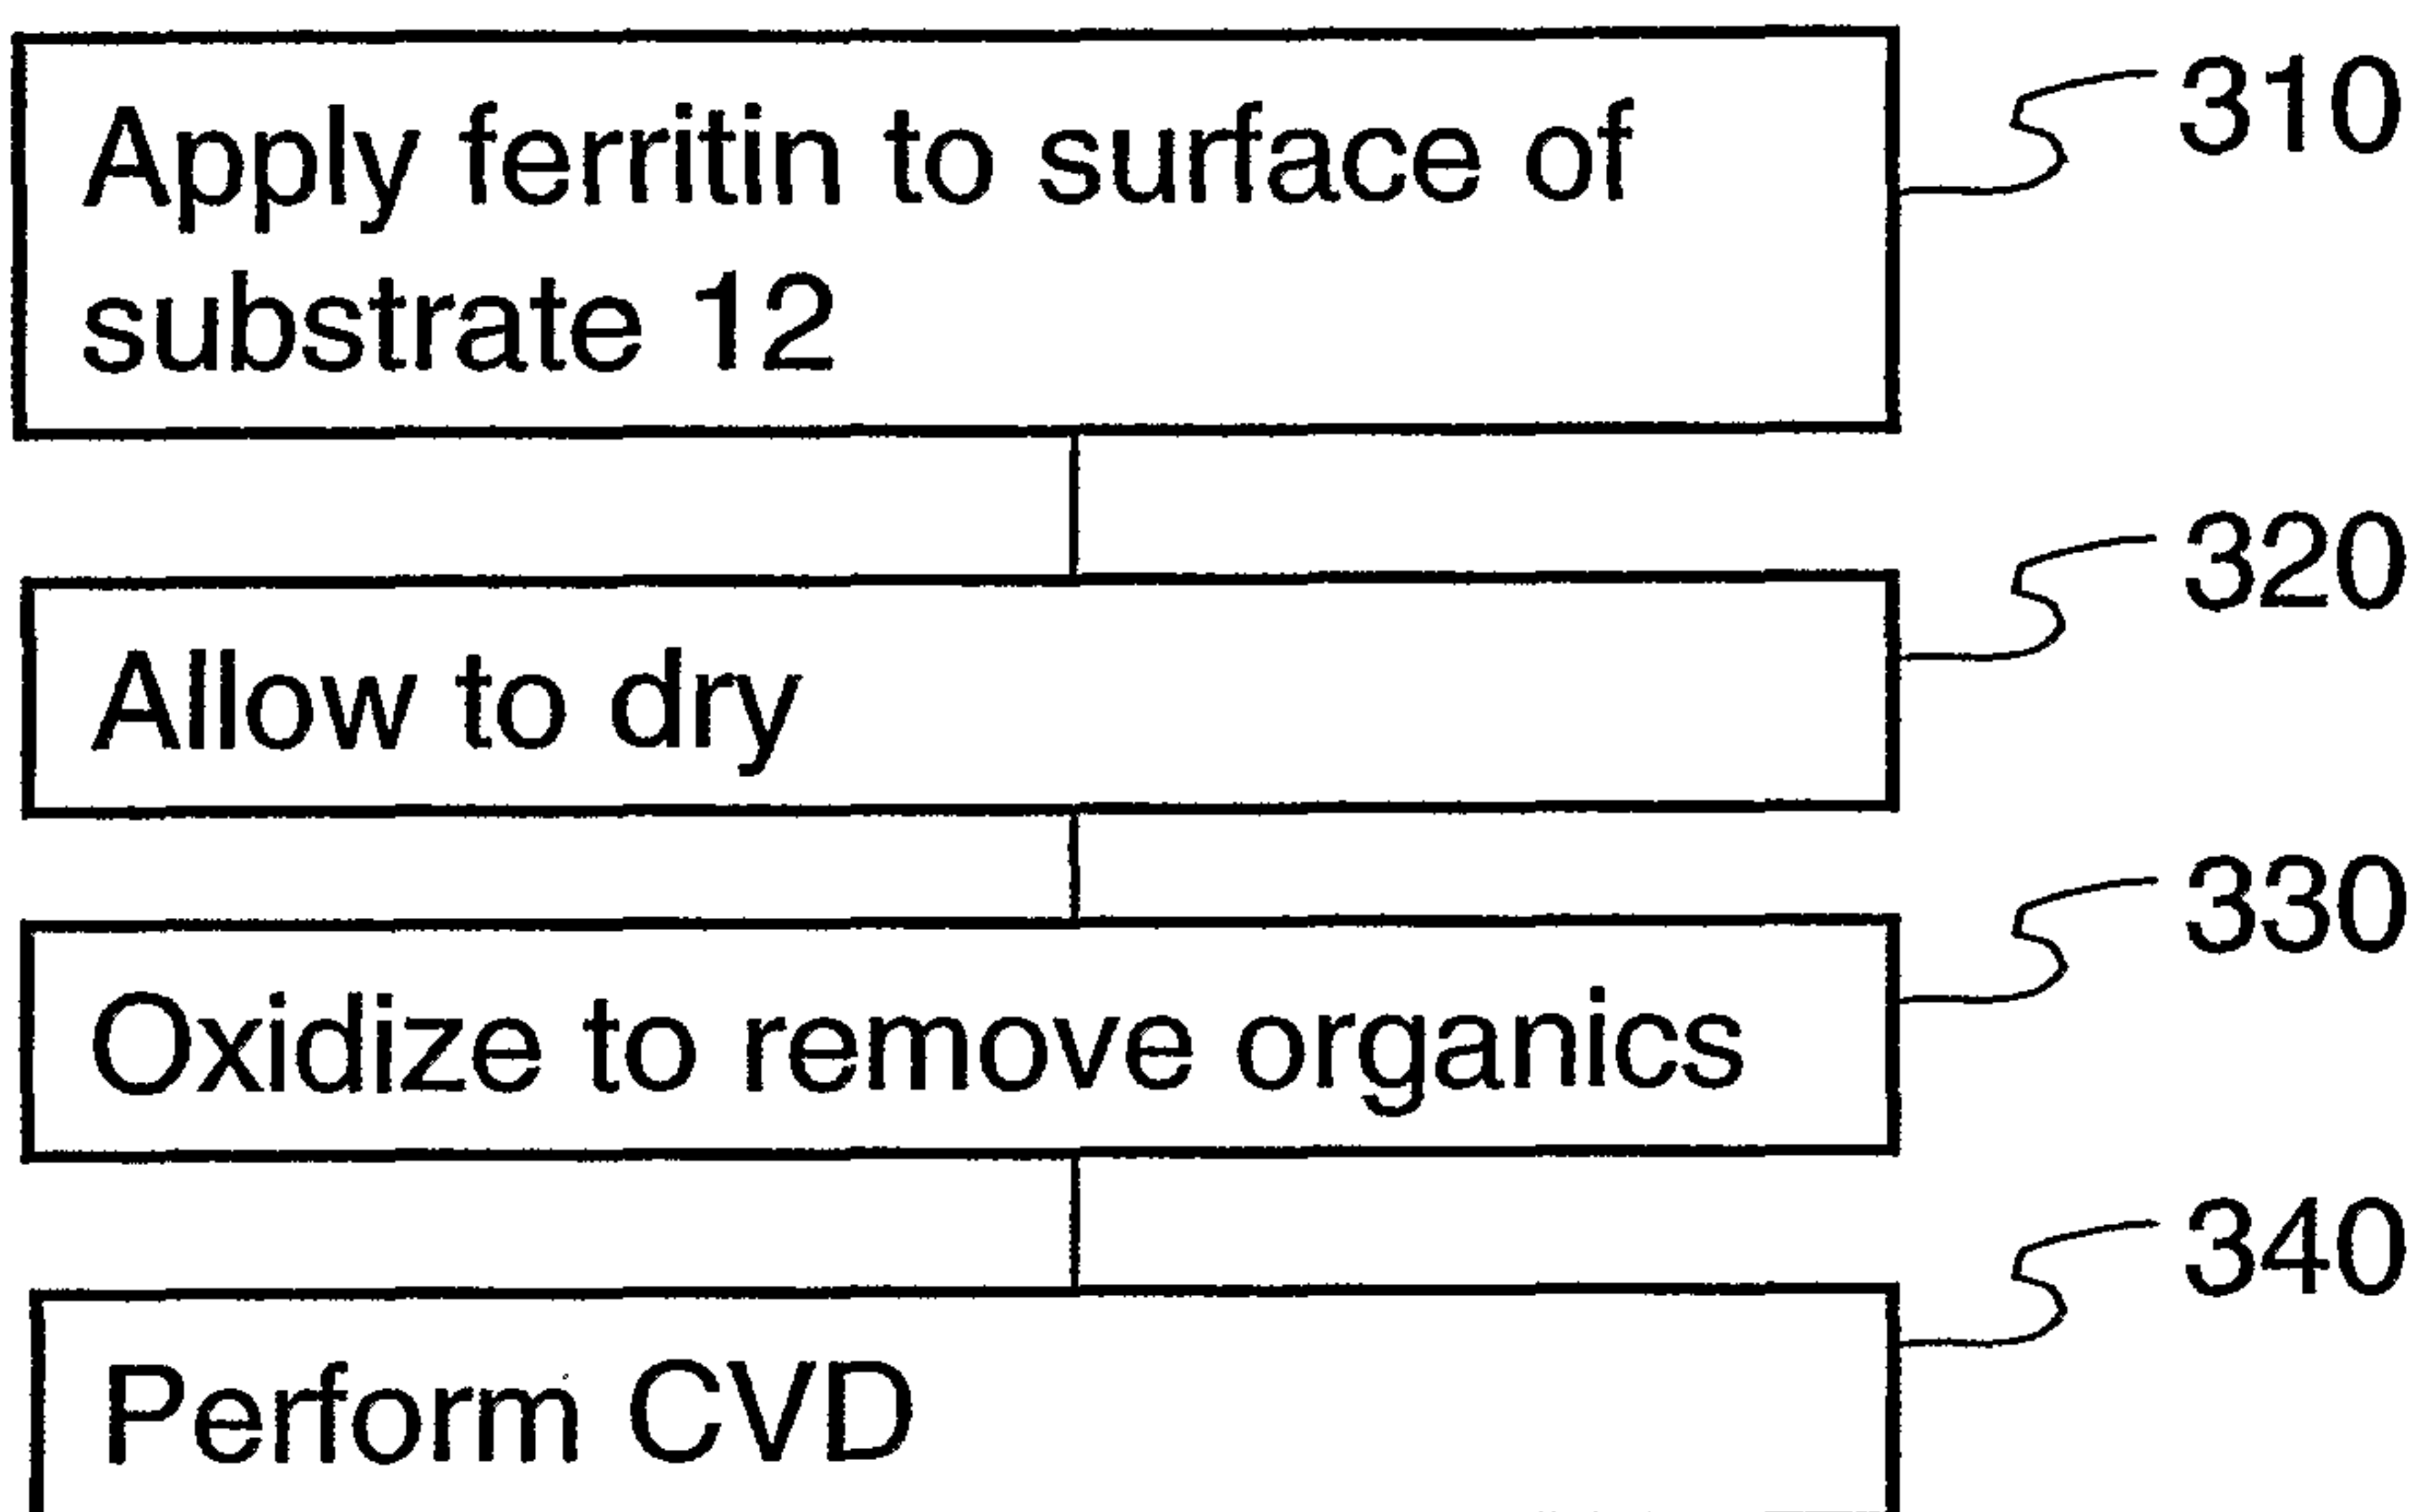 Apply ferritin to surface of
substrate 12
310
Allow to dry
320
Oxidize to remove organics
330
Perform CVD
340